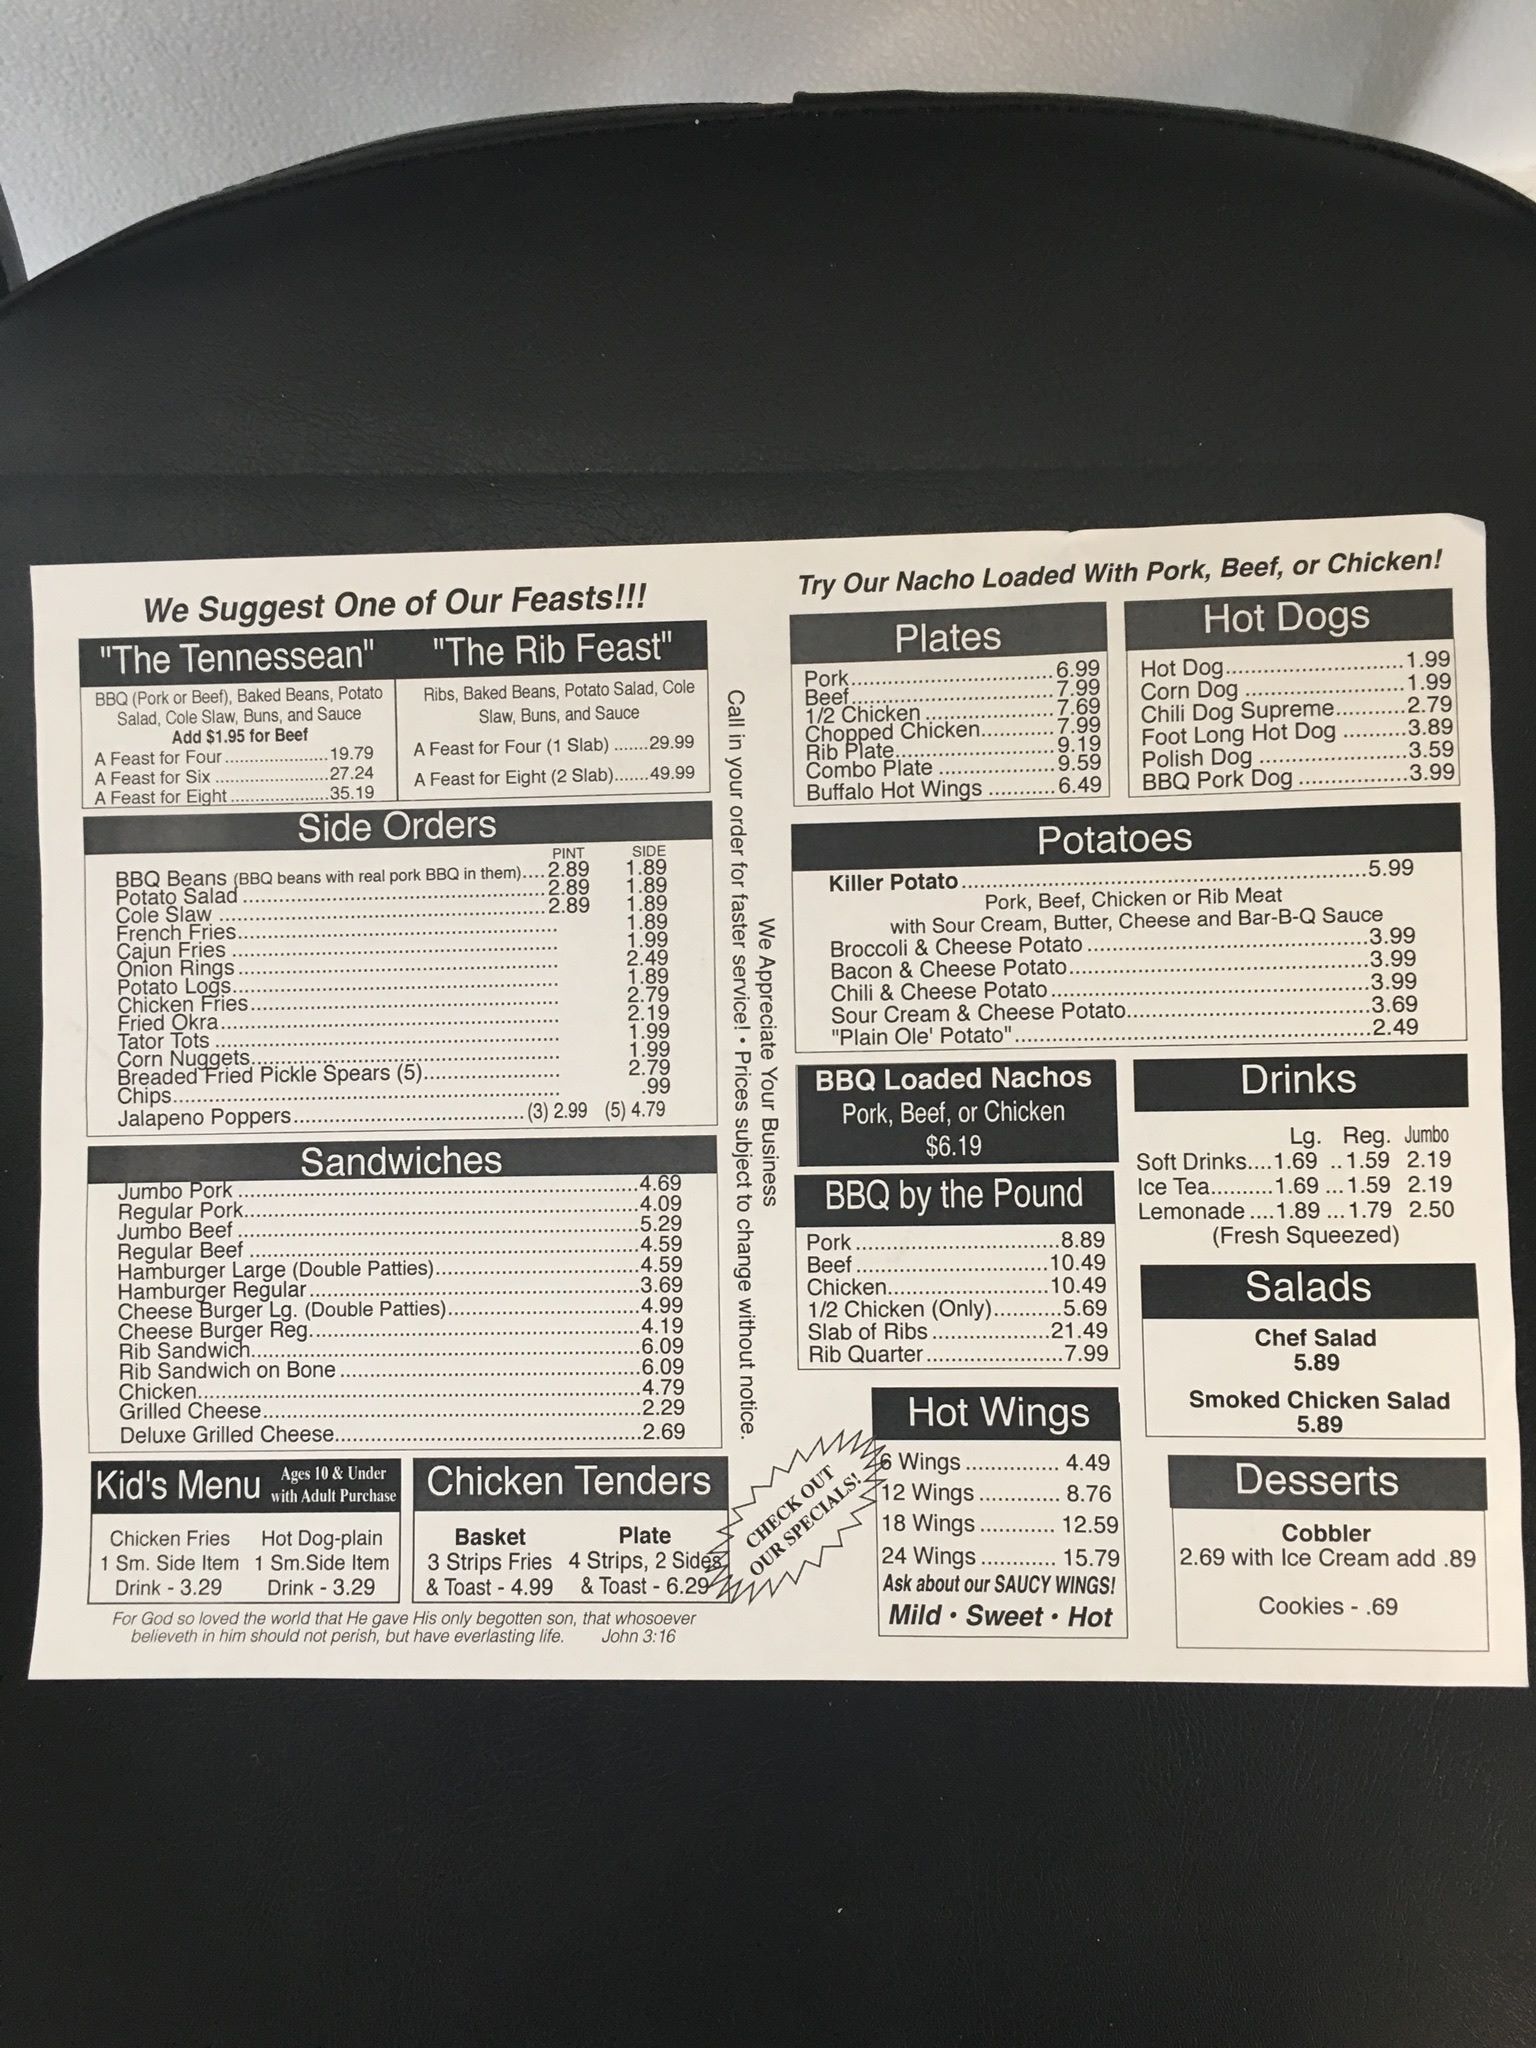 We Suggest One of Our Feasts!!!
"The Tennessean"
BBQ (Pork or Beef), Baked Beans, Potato
Salad, Cole Slaw, Buns, and Sauce
Add $1.95 for Beef
A Feast for Four ................... 19.79
A Feast for Six ..................... 27.24
A Feast for Eight ................... 35.19
"The Rib Feast"
Ribs, Baked Beans, Potato Salad, Cole
Slaw, Buns, and Sauce
A Feast for Four (1 Slab) ....... 29.99
A Feast for Eight (2 Slab) ...... 49.99
Side Orders
PINT SIDE
BBQ Beans (BBQ beans with real pork BBQ in them).... 2.89 1.89
Potato Salad .... 2.89 1.89
Cole Slaw .... 2.89 1.89
French Fries.... 1.89
Cajun Fries .... 1.99
Onion Rings.... 2.49
Potato Logs.... 1.89
Chicken Fries.... 2.79
Fried Okra.... 2.19
Tator Tots .... 1.99
Corn Nuggets.... 1.99
Breaded Fried Pickle Spears (5).... 2.79
Chips.... .99
Jalapeno Poppers.... (3) 2.99 (5) 4.79
Sandwiches
Jumbo Pork .... 4.69
Regular Pork.... 4.09
Jumbo Beef .... 5.29
Regular Beef .... 4.59
Hamburger Large (Double Patties).... 4.59
Hamburger Regular .... 3.69
Cheese Burger Lg. (Double Patties).... 4.99
Cheese Burger Reg.... 4.19
Rib Sandwich.... 6.09
Rib Sandwich on Bone .... 6.09
Chicken.... 4.79
Grilled Cheese.... 2.29
Deluxe Grilled Cheese.... 2.69
Kid's Menu
Ages 10 & Under
with Adult Purchase
Chicken Fries
1 Sm. Side Item
Drink - 3.29
Hot Dog-plain
1 Sm.Side Item
Drink - 3.29
Chicken Tenders
Basket
3 Strips Fries
& Toast - 4.99
Plate
4 Strips, 2 Sides
& Toast - 6.29
For God so loved the world that He gave His only begotten son, that whosoever
believeth in him should not perish, but have everlasting life. John 3:16
We Appreciate Your Business
Call in your order for faster service! • Prices subject to change without notice.
CHECK OUT
OUR SPECIALS!
Try Our Nacho Loaded With Pork, Beef, or Chicken!
Plates
Pork.... 6.99
Beef.... 7.99
1/2 Chicken .... 7.69
Chopped Chicken.... 7.99
Rib Plate.... 9.19
Combo Plate .... 9.59
Buffalo Hot Wings .... 6.49
Hot Dogs
Hot Dog.... 1.99
Corn Dog .... 1.99
Chili Dog Supreme.... 2.79
Foot Long Hot Dog .... 3.89
Polish Dog .... 3.59
BBQ Pork Dog .... 3.99
Potatoes
Killer Potato.... 5.99
Pork, Beef, Chicken or Rib Meat
with Sour Cream, Butter, Cheese and Bar-B-Q Sauce
Broccoli & Cheese Potato .... 3.99
Bacon & Cheese Potato.... 3.99
Chili & Cheese Potato .... 3.99
Sour Cream & Cheese Potato.... 3.69
"Plain Ole' Potato".... 2.49
BBQ Loaded Nachos
Pork, Beef, or Chicken
$6.19
BBQ by the Pound
Pork .... 8.89
Beef .... 10.49
Chicken.... 10.49
1/2 Chicken (Only).... 5.69
Slab of Ribs .... 21.49
Rib Quarter .... 7.99
Hot Wings
6 Wings .... 4.49
12 Wings .... 8.76
18 Wings .... 12.59
24 Wings .... 15.79
Ask about our SAUCY WINGS!
Mild • Sweet • Hot
Drinks
Lg. Reg. Jumbo
Soft Drinks....1.69 ..1.59 2.19
Ice Tea.........1.69 ...1.59 2.19
Lemonade ....1.89 ...1.79 2.50
(Fresh Squeezed)
Salads
Chef Salad
5.89
Smoked Chicken Salad
5.89
Desserts
Cobbler
2.69 with Ice Cream add .89
Cookies - .69